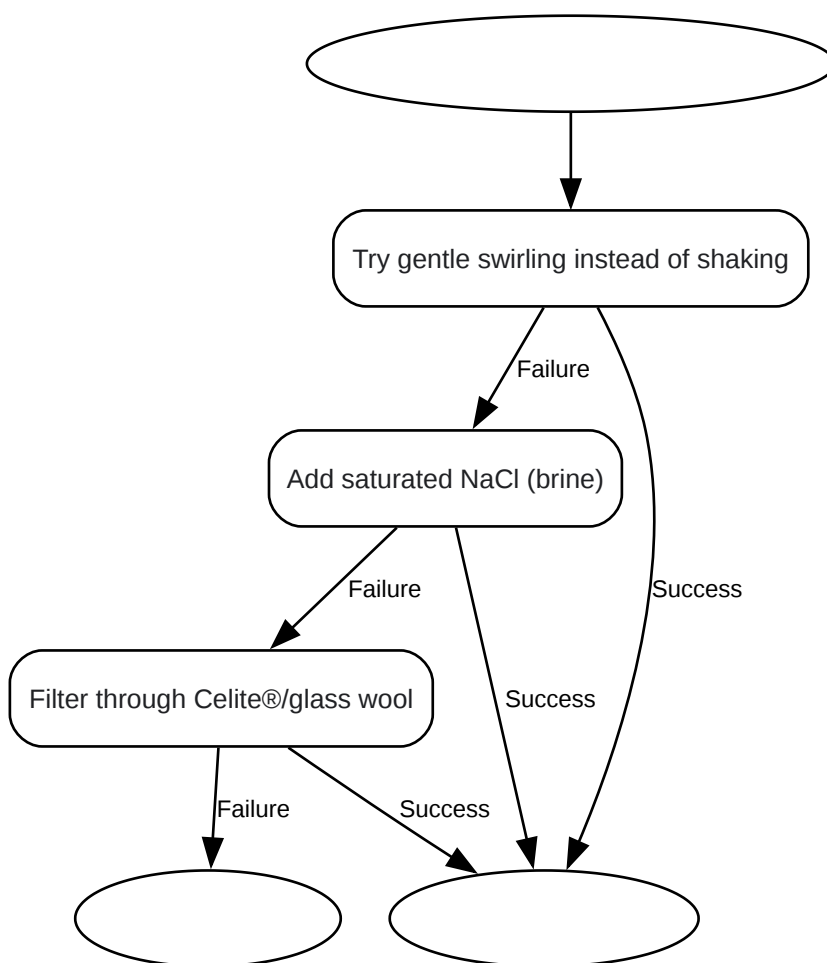 Try gentle swirling instead of shaking
Failure
Add saturated NaCl (brine)
Failure
Success
Filter through Celite®/glass wool
Success
Failure
Success